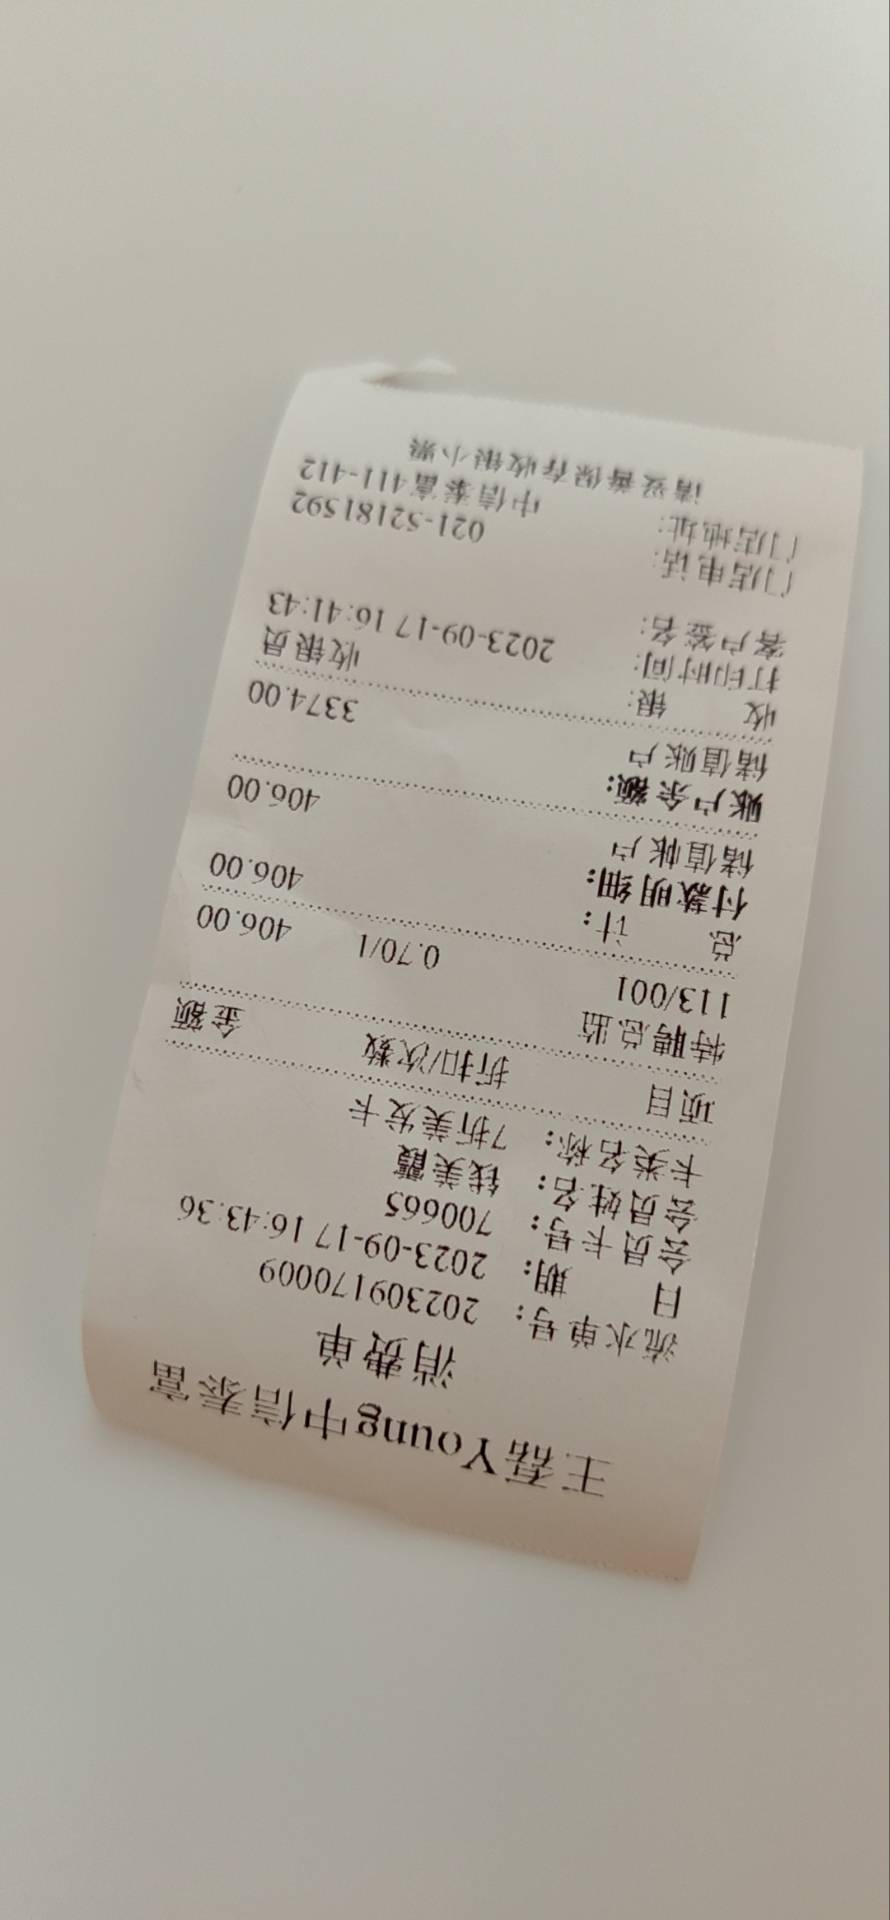 王磊Young中信泰富
消费单
流水单号： 202309170009
日 期： 2023-09-17 16:43:36
会员卡号： 700665
会员姓名： 钱美霞
卡类名称： 7折美发卡
项目 折扣/次数 金额
特聘总监
113/001 0.70/1 406.00
总 计： 406.00
付款明细：
储值帐户 406.00
账户余额：
储值账户 3374.00
收 银： 收银员
打印时间： 2023-09-17 16:41:43
客户签名：
门店电话： 021-52181592
门店地址： 中信泰富411-412
请妥善保存收银小票